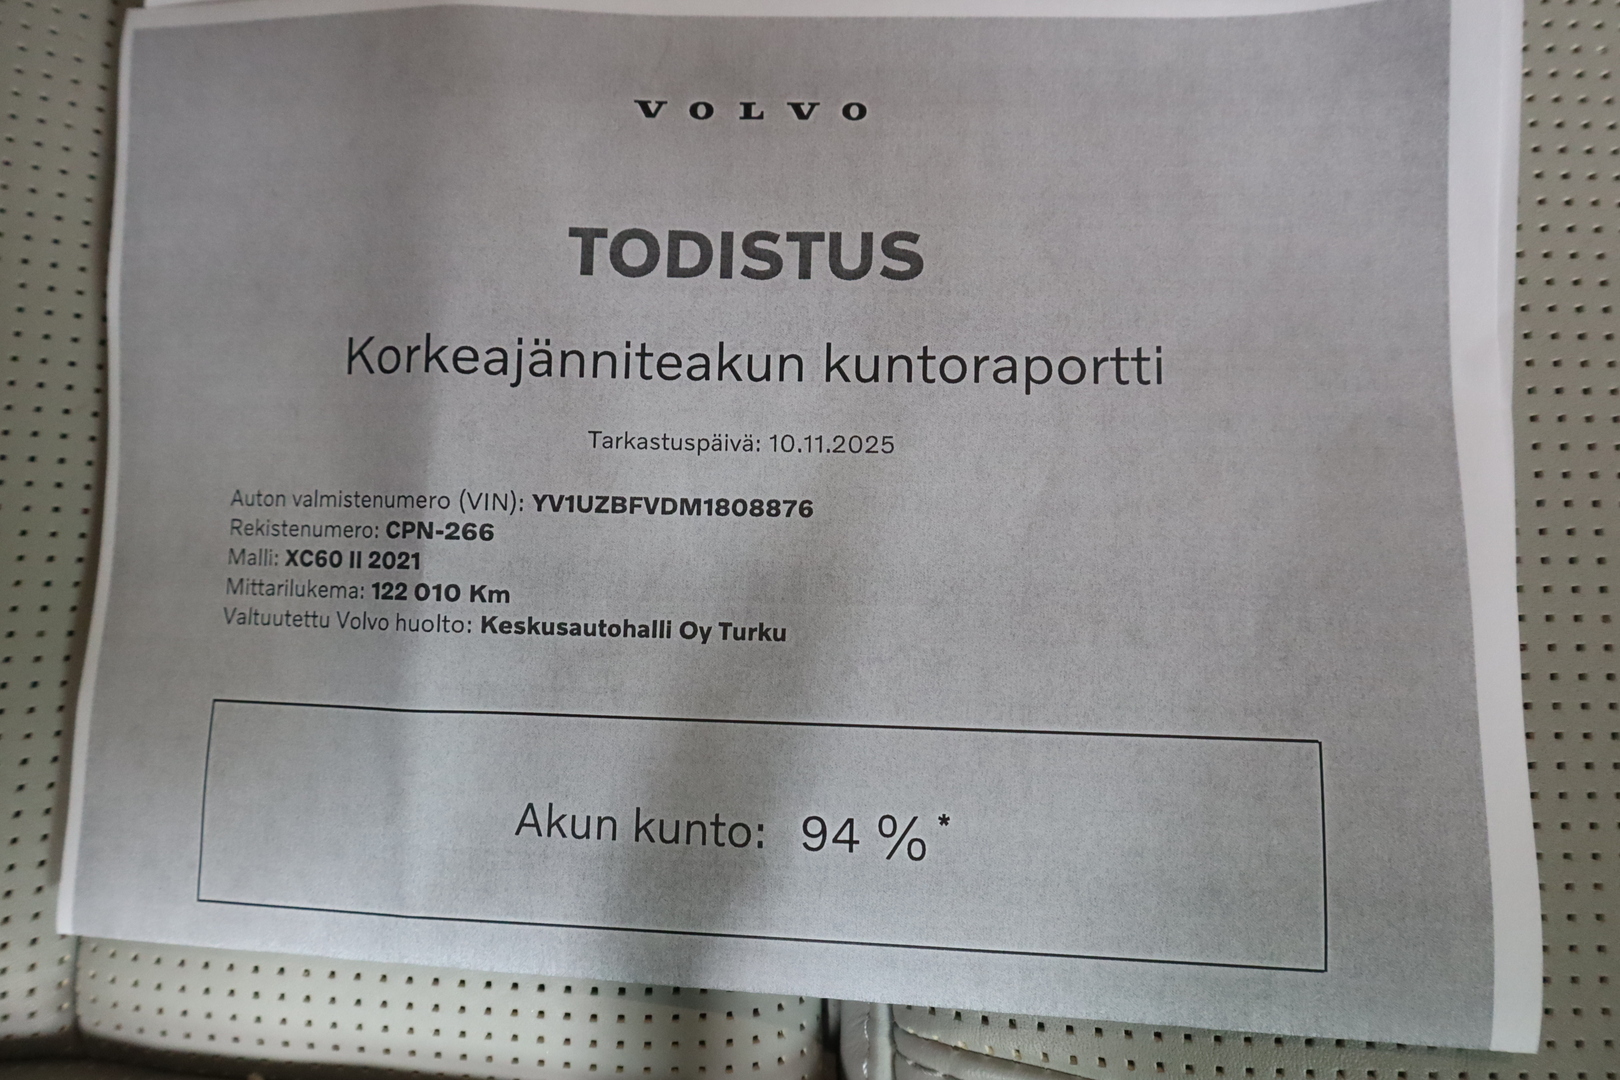 VOLVO
TODISTUS
Korkeajänniteakun kuntoraportti
Tarkastuspäivä: 10.11.2025
Auton valmistenumero (VIN): YV1UZBFVDM1808876
Rekistenumero: CPN-266
Malli: XC60 II 2021
Mittarilukema: 122 010 Km
Valtuutettu Volvo huolto: Keskusautohalli Oy Turku
Akun kunto: 94 %*